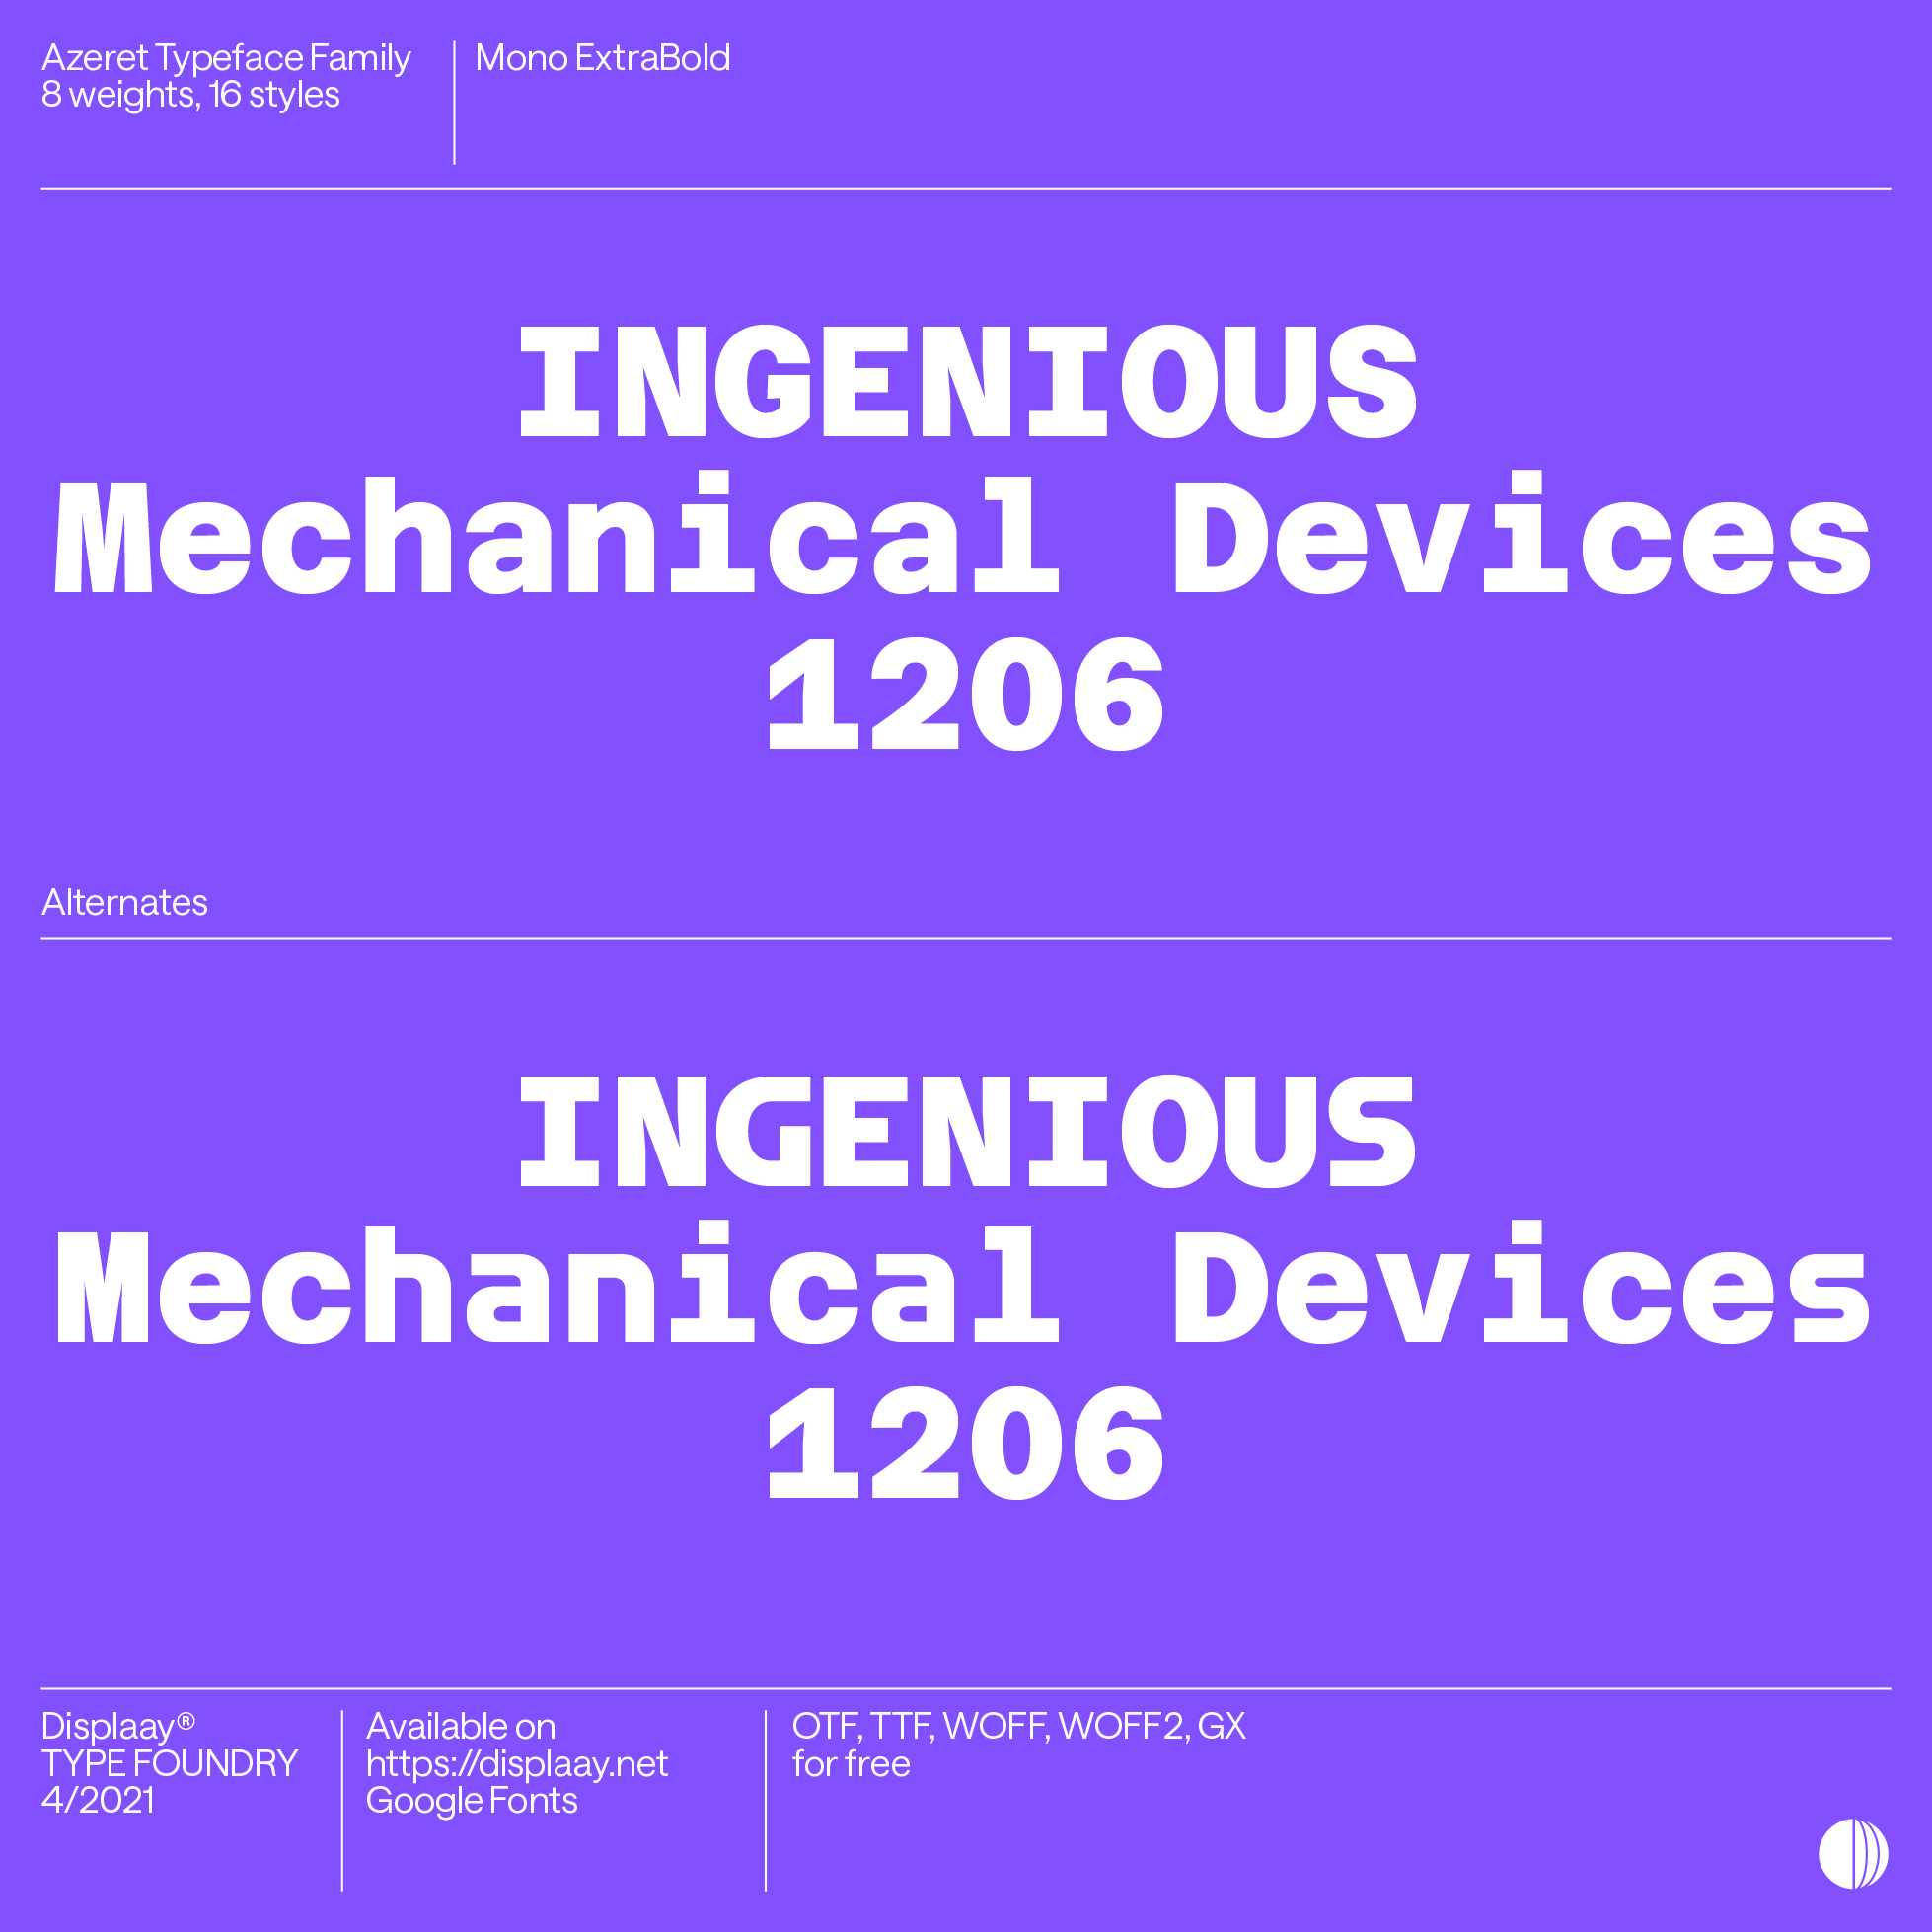 Azeret Typeface Family
8 weights, 16 styles
Mono ExtraBold
INGENIOUS
Mechanical Devices
1206
Alternates
INGENIOUS
Mechanical Devices
1206
Displaay®
TYPE FOUNDRY
4/2021
Available on
https://displaay.net
Google Fonts
OTF, TTF, WOFF, WOFF2, GX
for free